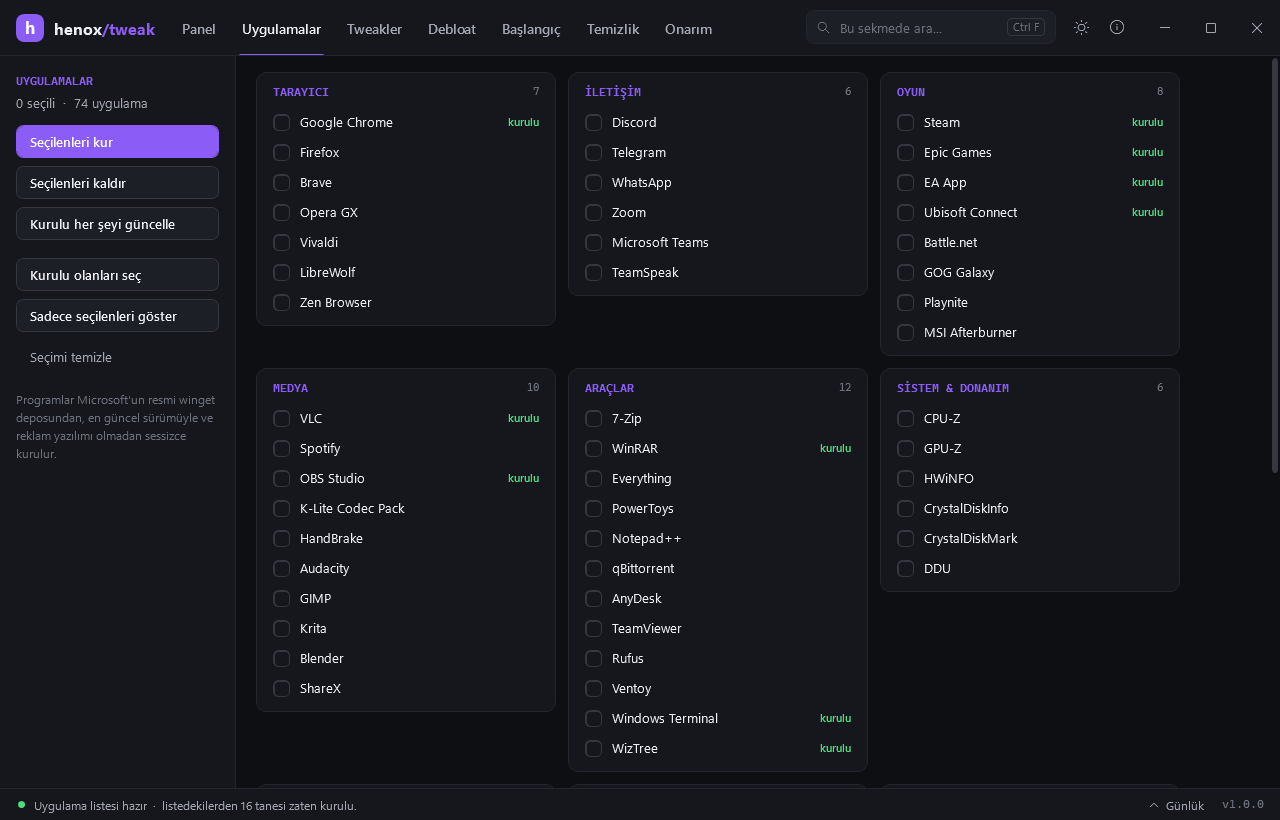 h henox/tweak Panel Uygulamalar Tweakler Debloat Başlangıç Temizlik Onarım Bu sekmede ara... Ctrl F
UYGULAMALAR
0 seçili · 74 uygulama
Seçilenleri kur
Seçilenleri kaldır
Kurulu her şeyi güncelle
Kurulu olanları seç
Sadece seçilenleri göster
Seçimi temizle
Programlar Microsoft'un resmi winget
deposundan, en güncel sürümüyle ve
reklam yazılımı olmadan sessizce
kurulur.
TARAYICI 7
Google Chrome kurulu
Firefox
Brave
Opera GX
Vivaldi
LibreWolf
Zen Browser
İLETİŞİM 6
Discord
Telegram
WhatsApp
Zoom
Microsoft Teams
TeamSpeak
OYUN 8
Steam kurulu
Epic Games kurulu
EA App kurulu
Ubisoft Connect kurulu
Battle.net
GOG Galaxy
Playnite
MSI Afterburner
MEDYA 10
VLC kurulu
Spotify
OBS Studio kurulu
K-Lite Codec Pack
HandBrake
Audacity
GIMP
Krita
Blender
ShareX
ARAÇLAR 12
7-Zip
WinRAR kurulu
Everything
PowerToys
Notepad++
qBittorrent
AnyDesk
TeamViewer
Rufus
Ventoy
Windows Terminal kurulu
WizTree kurulu
SİSTEM & DONANIM 6
CPU-Z
GPU-Z
HWiNFO
CrystalDiskInfo
CrystalDiskMark
DDU
Uygulama listesi hazır · listedekilerden 16 tanesi zaten kurulu. Günlük v1.0.0